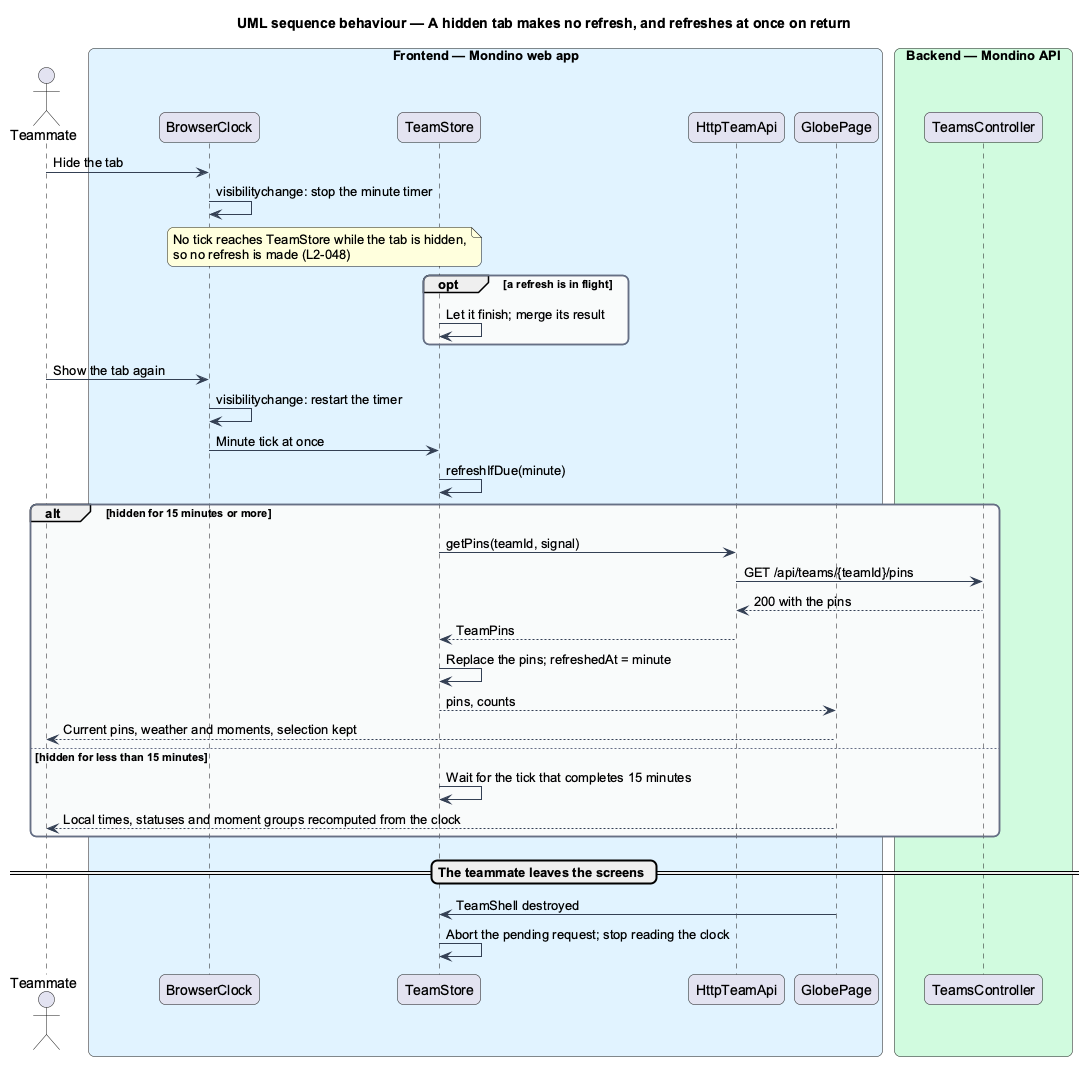 UML sequence behaviour — A hidden tab makes no refresh, and refreshes at once on return
Frontend — Mondino web app
Backend — Mondino API
Teammate
BrowserClock
TeamStore
HttpTeamApi
GlobePage
TeamsController
Hide the tab
visibilitychange: stop the minute timer
No tick reaches TeamStore while the tab is hidden,
so no refresh is made (L2-048)
opt
[a refresh is in flight]
Let it finish; merge its result
Show the tab again
visibilitychange: restart the timer
Minute tick at once
refreshIfDue(minute)
alt
[hidden for 15 minutes or more]
getPins(teamId, signal)
GET /api/teams/{teamId}/pins
200 with the pins
TeamPins
Replace the pins; refreshedAt = minute
pins, counts
Current pins, weather and moments, selection kept
[hidden for less than 15 minutes]
Wait for the tick that completes 15 minutes
Local times, statuses and moment groups recomputed from the clock
The teammate leaves the screens
TeamShell destroyed
Abort the pending request; stop reading the clock
Teammate
BrowserClock
TeamStore
HttpTeamApi
GlobePage
TeamsController